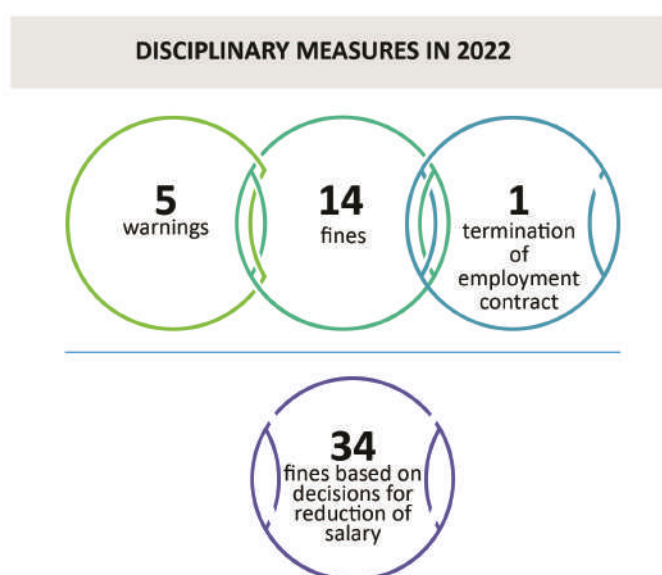 DISCIPLINARY MEASURES IN 2022
5
warnings
14
fines
1
termination
of
employment
contract
34
fines based on
decisions for
reduction of
salary